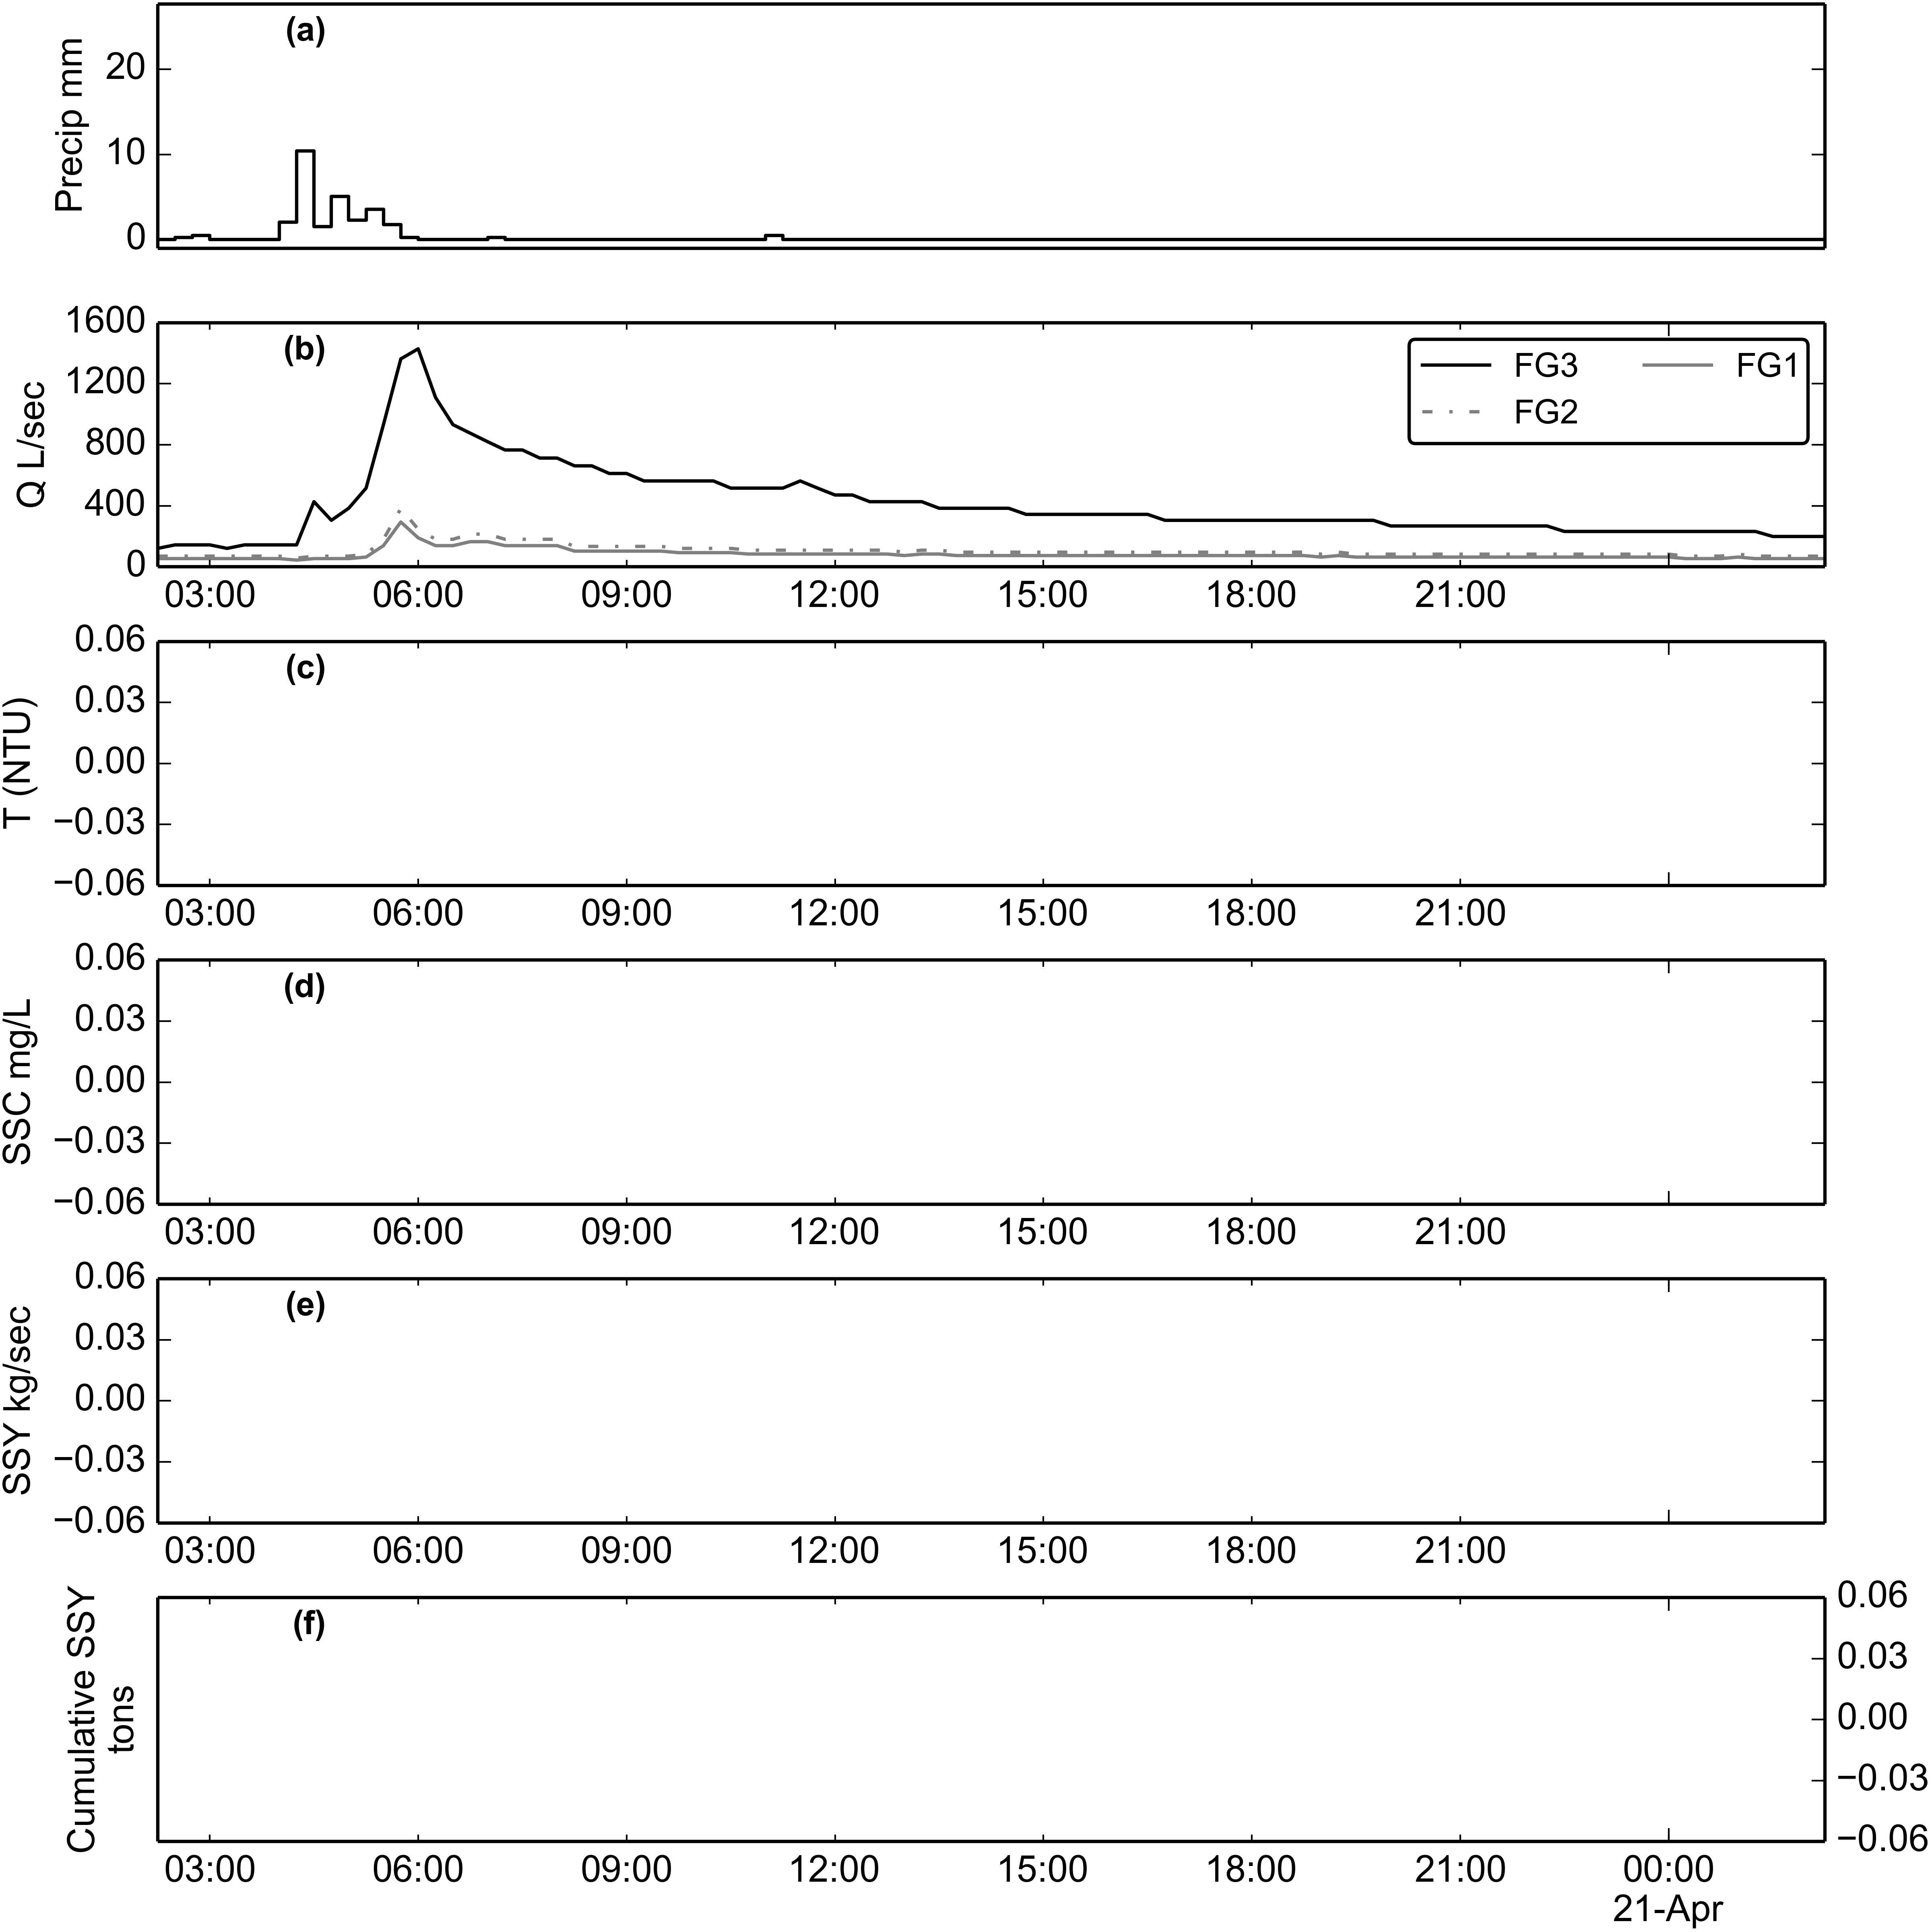 (a)
Precip mm
20
10
0
(b)
Q L/sec
1600
1200
800
400
0
FG3 FG1
FG2
03:00 06:00 09:00 12:00 15:00 18:00 21:00
(c)
T (NTU)
0.06
0.03
0.00
−0.03
−0.06
03:00 06:00 09:00 12:00 15:00 18:00 21:00
(d)
SSC mg/L
0.06
0.03
0.00
−0.03
−0.06
03:00 06:00 09:00 12:00 15:00 18:00 21:00
(e)
SSY kg/sec
0.06
0.03
0.00
−0.03
−0.06
03:00 06:00 09:00 12:00 15:00 18:00 21:00
(f)
Cumulative SSY
tons
0.06
0.03
0.00
−0.03
−0.06
03:00 06:00 09:00 12:00 15:00 18:00 21:00 00:00
21-Apr